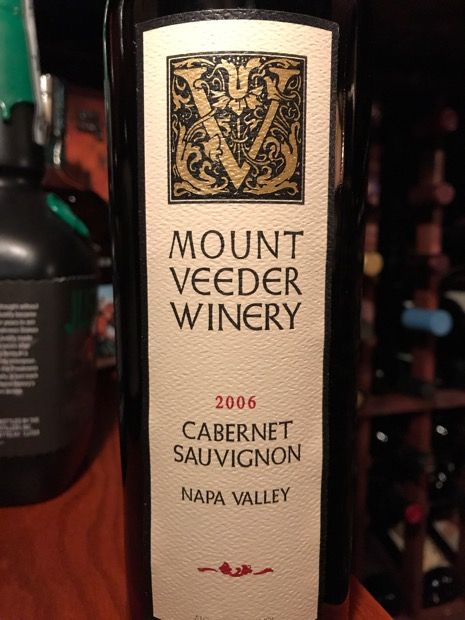 V
MOUNT
VEEDER
WINERY
2006
CABERNET
SAUVIGNON
NAPA VALLEY